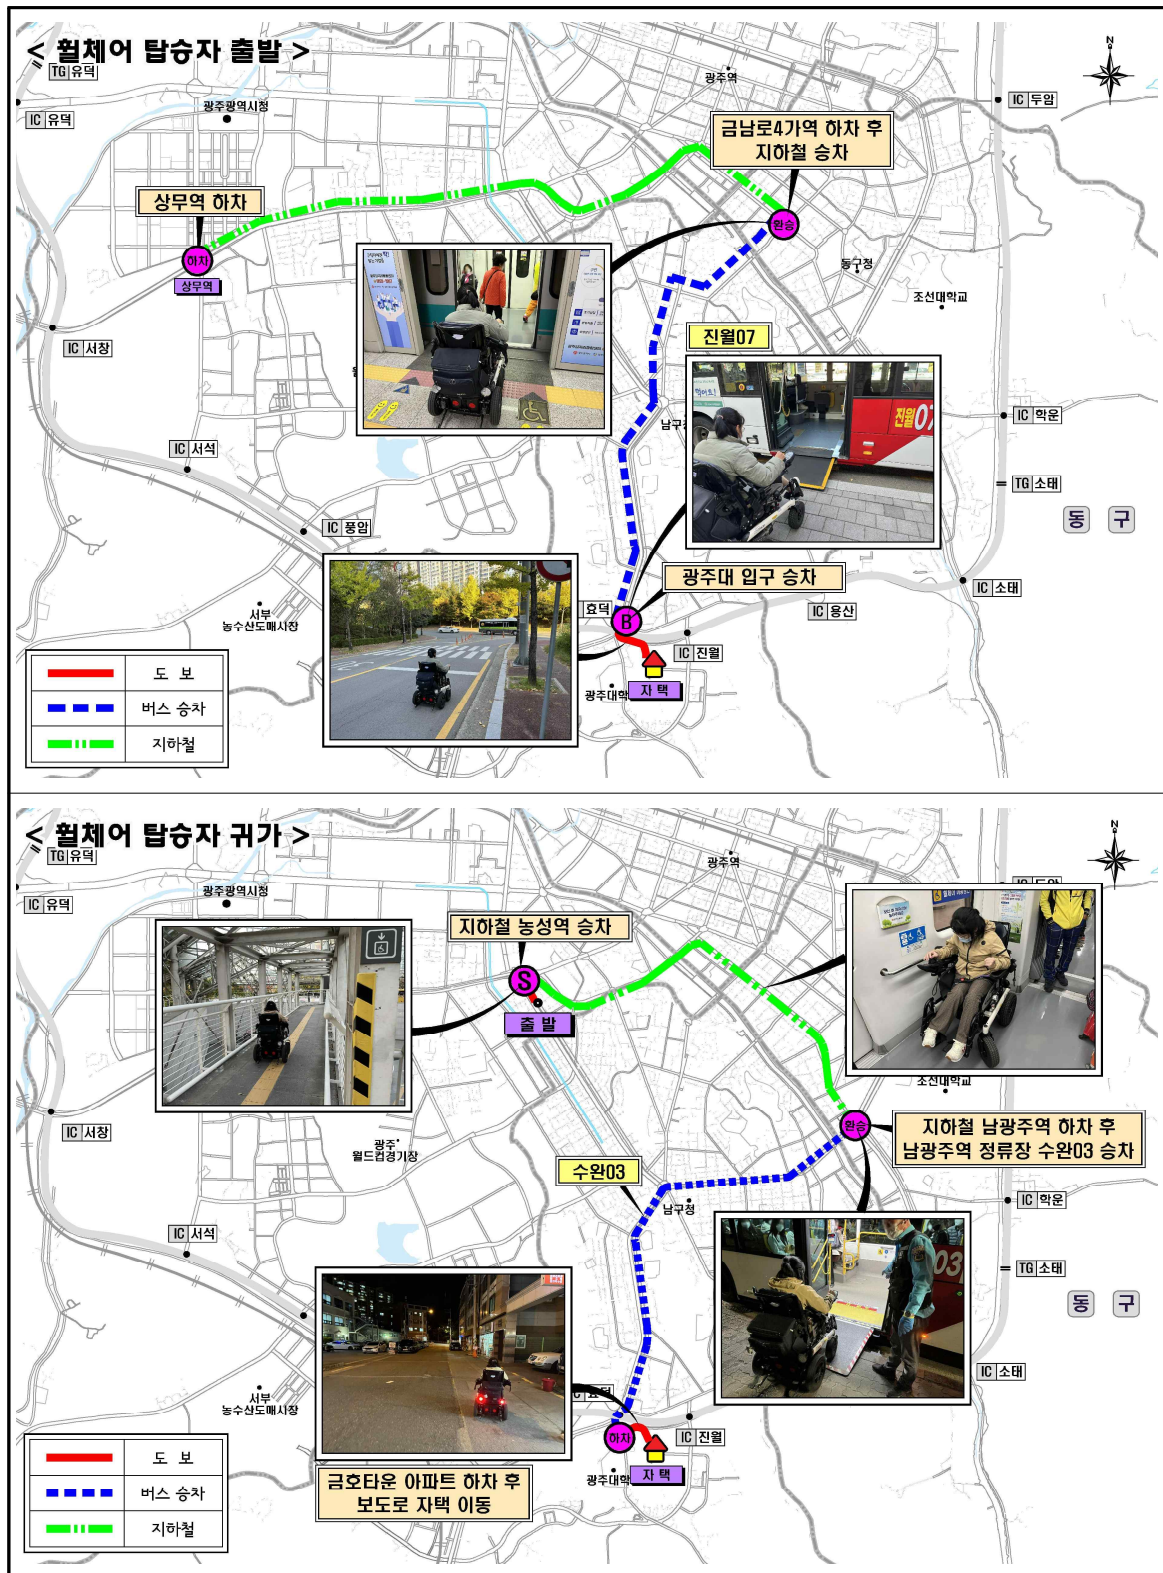 < 휠체어 탑승자 출발 >
TG 유덕
IC 유덕
광주광역시청
광주역
IC 두암
N
금남로4가역 하차 후
지하철 승차
상무역 하차
하차
상무역
환승
동구청
조선대학교
IC 서창
진월07
진월07
남구청
IC 학운
IC 서석
TG 소태
IC 풍암
동 구
광주대 입구 승차
IC 소태
서부
농수산도매시장
효덕
B
IC 용산
IC 진월
광주대학
자 택
도 보
버스 승차
지하철
< 휠체어 탑승자 귀가 >
TG 유덕
IC 유덕
광주광역시청
광주역
N
지하철 농성역 승차
S
출 발
조선대학교
IC 서창
광주
월드컵경기장
환승
지하철 남광주역 하차 후
남광주역 정류장 수완03 승차
수완03
남구청
IC 학운
IC 서석
03
TG 소태
동 구
IC 소태
서부
농수산도매시장
효덕
하차
IC 진월
광주대학
자 택
금호타운 아파트 하차 후
보도로 자택 이동
도 보
버스 승차
지하철